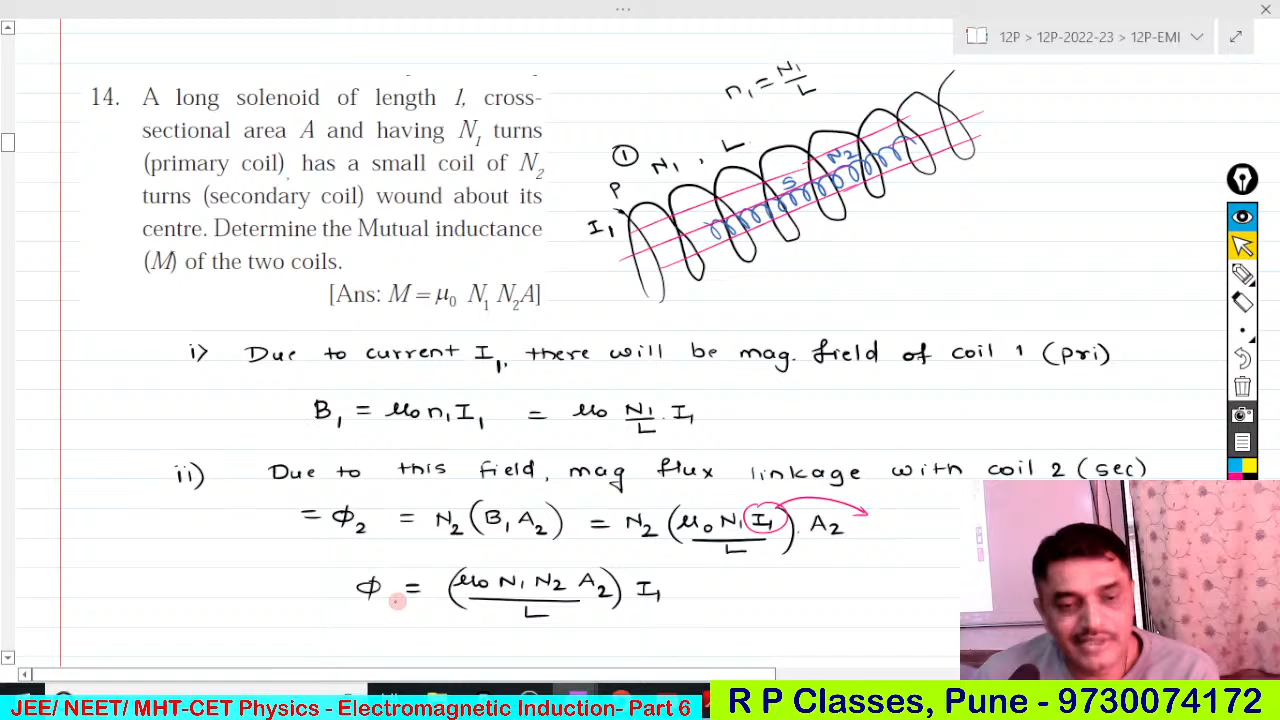 12P > 12P-2022-23 > 12P-EMI
14. A long solenoid of length l, cross-
sectional area A and having N1 turns
(primary coil), has a small coil of N2
turns (secondary coil) wound about its
centre. Determine the Mutual inductance
(M) of the two coils.
[Ans: M = μ0 N1 N2A]
n1 = N1/L
① N1, L
P
I1
S N2
i) Due to current I1, there will be mag. field of coil 1 (pri)
B1 = μ0 n1 I1 = μ0 N1/L . I1
ii) Due to this field, mag flux linkage with coil 2 (sec)
= Φ2 = N2 (B1 A2) = N2 (μ0 N1 I1/L) . A2
Φ = (μ0 N1 N2 A2/L) I1
JEE/ NEET/ MHT-CET Physics - Electromagnetic Induction- Part 6
R P Classes, Pune - 9730074172